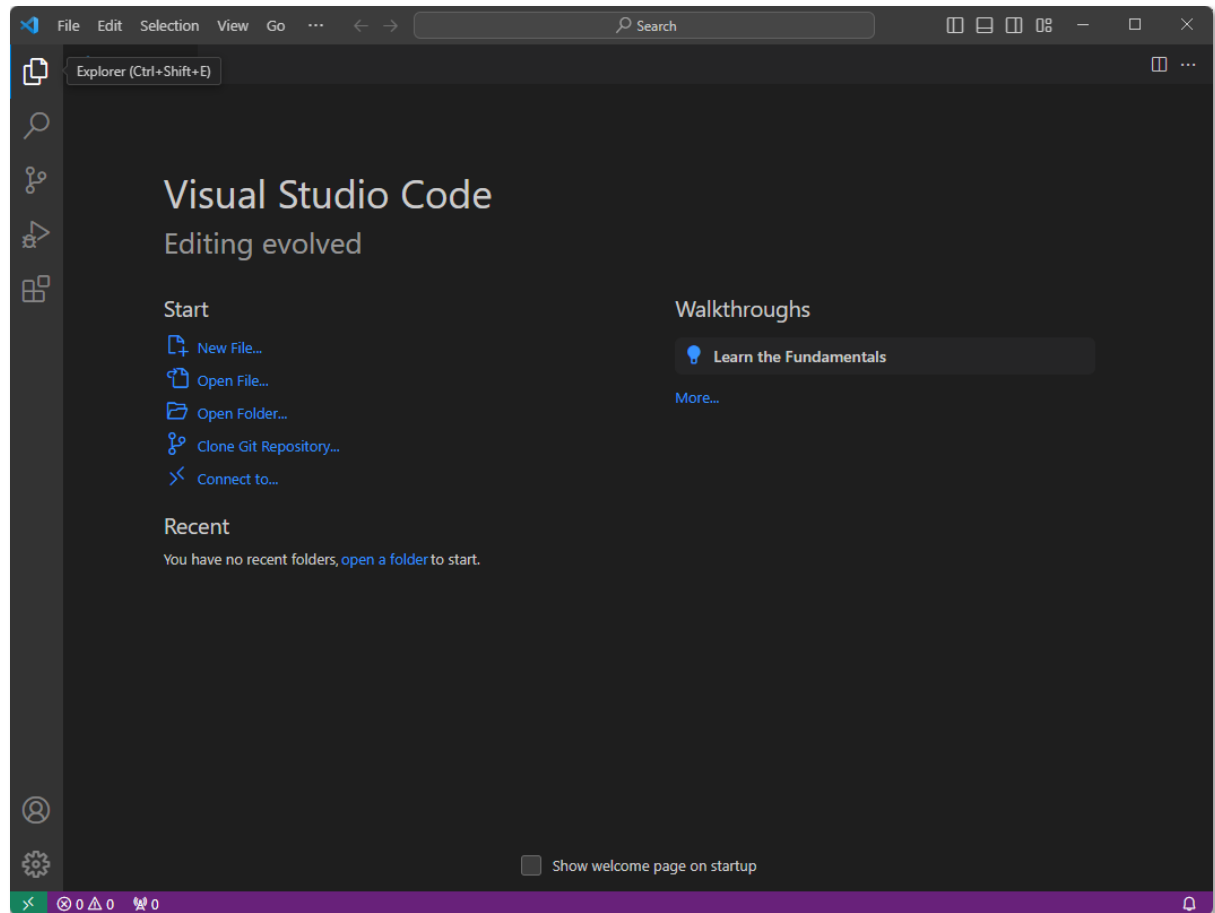 File Edit Selection View Go ··· Search
Explorer (Ctrl+Shift+E)
Visual Studio Code
Editing evolved
Start
New File...
Open File...
Open Folder...
Clone Git Repository...
Connect to...
Recent
You have no recent folders, open a folder to start.
Walkthroughs
Learn the Fundamentals
More...
Show welcome page on startup
0 0 0